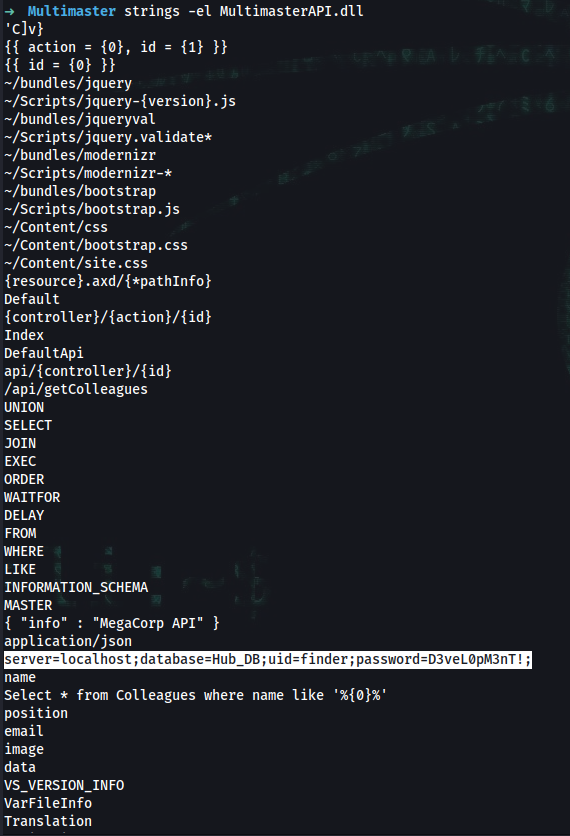 → Multimaster strings -el MultimasterAPI.dll
'C]v}
{{ action = {0}, id = {1} }}
{{ id = {0} }}
~/bundles/jquery
~/Scripts/jquery-{version}.js
~/bundles/jqueryval
~/Scripts/jquery.validate*
~/bundles/modernizr
~/Scripts/modernizr-*
~/bundles/bootstrap
~/Scripts/bootstrap.js
~/Content/css
~/Content/bootstrap.css
~/Content/site.css
{resource}.axd/{*pathInfo}
Default
{controller}/{action}/{id}
Index
DefaultApi
api/{controller}/{id}
/api/getColleagues
UNION
SELECT
JOIN
EXEC
ORDER
WAITFOR
DELAY
FROM
WHERE
LIKE
INFORMATION_SCHEMA
MASTER
{ "info" : "MegaCorp API" }
application/json
server=localhost;database=Hub_DB;uid=finder;password=D3veL0pM3nT!;
name
Select * from Colleagues where name like '%{0}%'
position
email
image
data
VS_VERSION_INFO
VarFileInfo
Translation